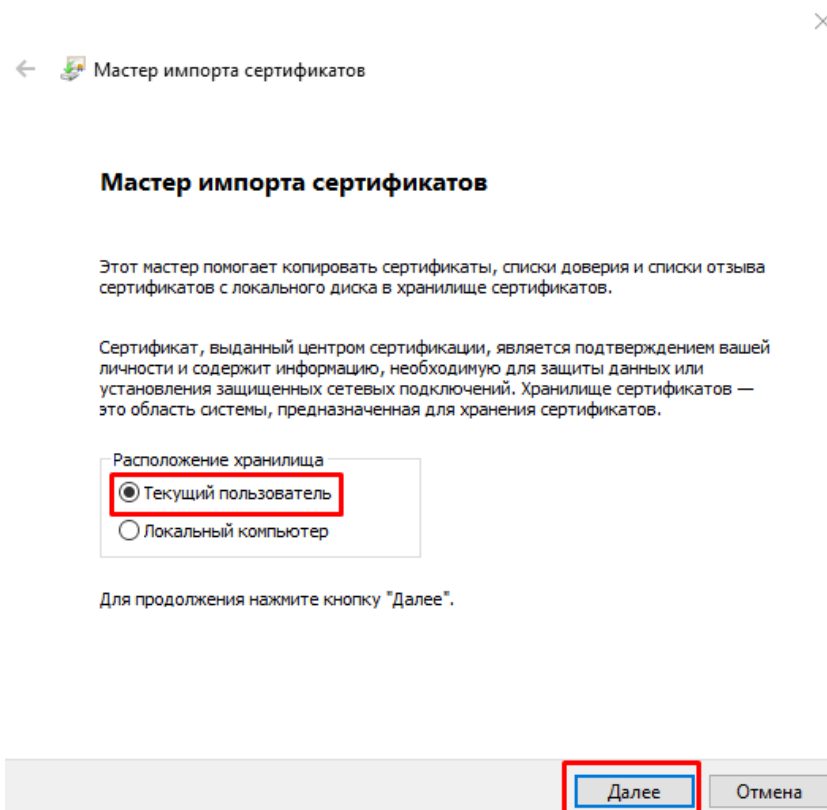 Мастер импорта сертификатов
Мастер импорта сертификатов
Этот мастер помогает копировать сертификаты, списки доверия и списки отзыва
сертификатов с локального диска в хранилище сертификатов.
Сертификат, выданный центром сертификации, является подтверждением вашей
личности и содержит информацию, необходимую для защиты данных или
установления защищенных сетевых подключений. Хранилище сертификатов —
это область системы, предназначенная для хранения сертификатов.
Расположение хранилища
Текущий пользователь
Локальный компьютер
Для продолжения нажмите кнопку "Далее".
Далее Отмена